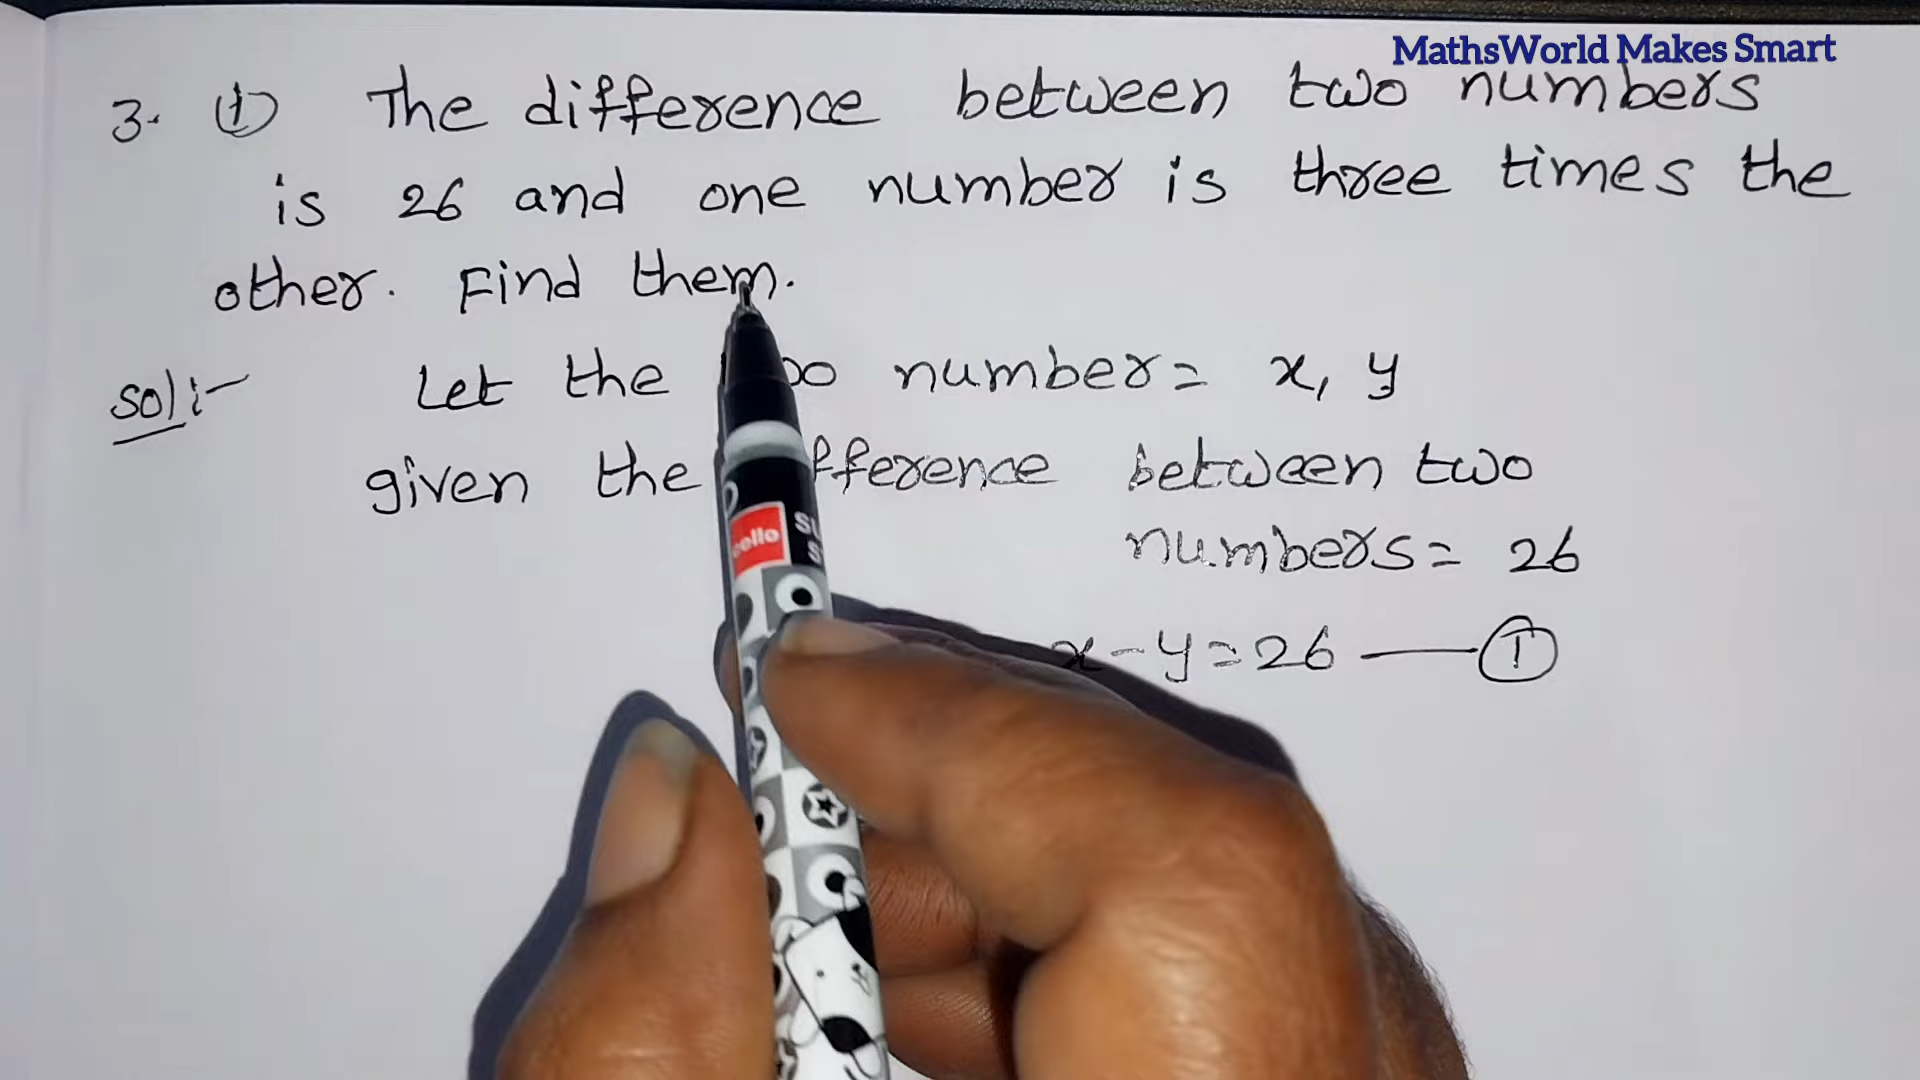 MathsWorld Makes Smart
3. (i) The difference between two numbers
is 26 and one number is three times the
other. Find them.
Sol:- Let the number = x, y
given the between two
numbers = 26
x - y = 26 —— ①
cello